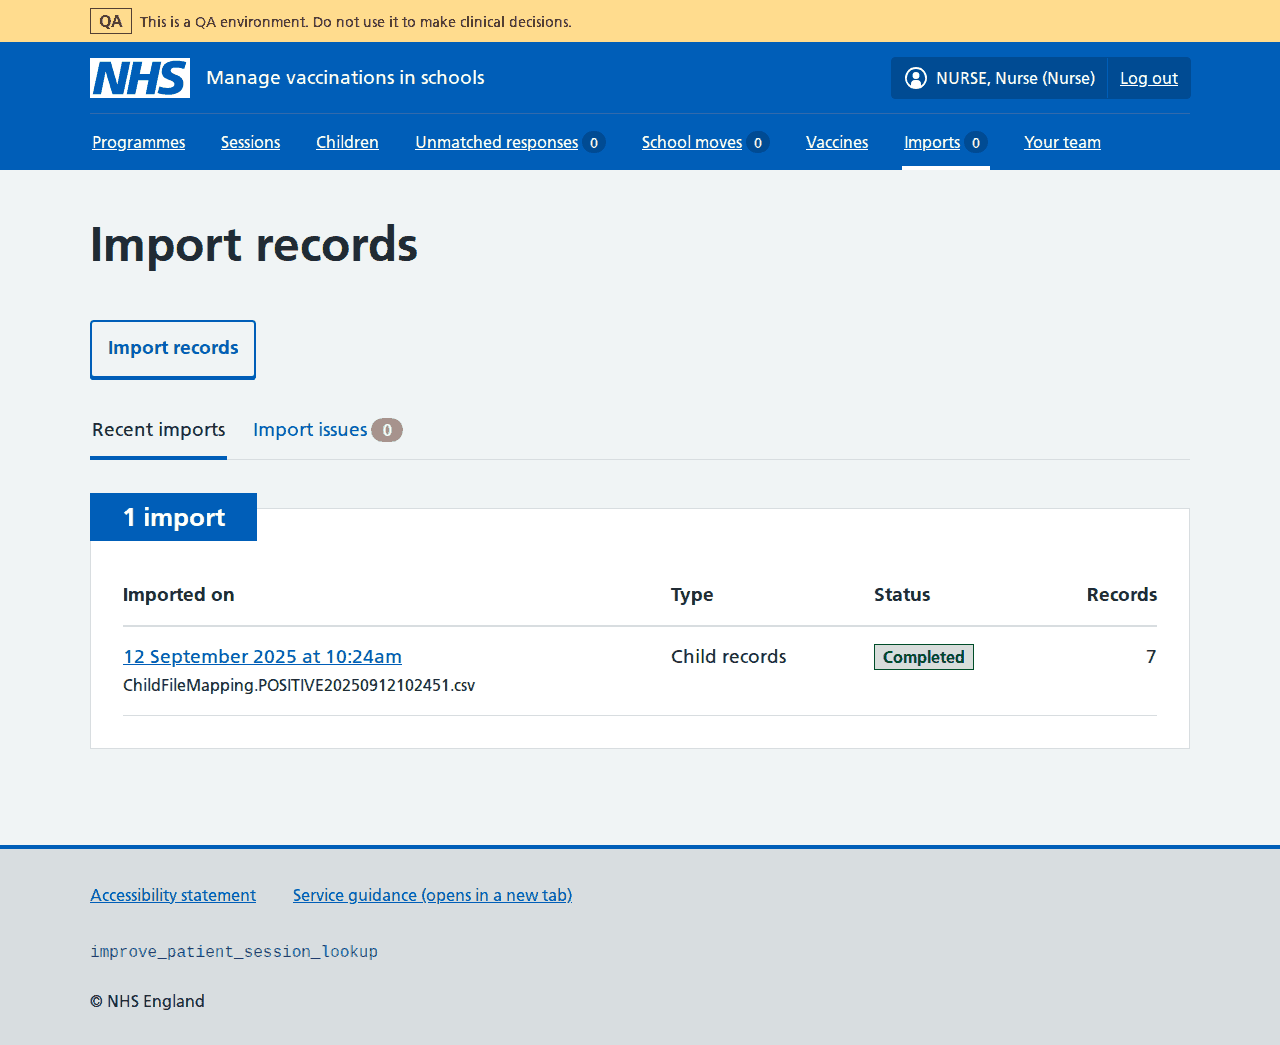 QA This is a QA environment. Do not use it to make clinical decisions.
NHS Manage vaccinations in schools NURSE, Nurse (Nurse) Log out
Programmes Sessions Children Unmatched responses 0 School moves 0 Vaccines Imports 0 Your team
Import records
Import records
Recent imports Import issues 0
1 import
Imported on Type Status Records
12 September 2025 at 10:24am Child records Completed 7
ChildFileMapping.POSITIVE20250912102451.csv
Accessibility statement Service guidance (opens in a new tab)
improve_patient_session_lookup
© NHS England